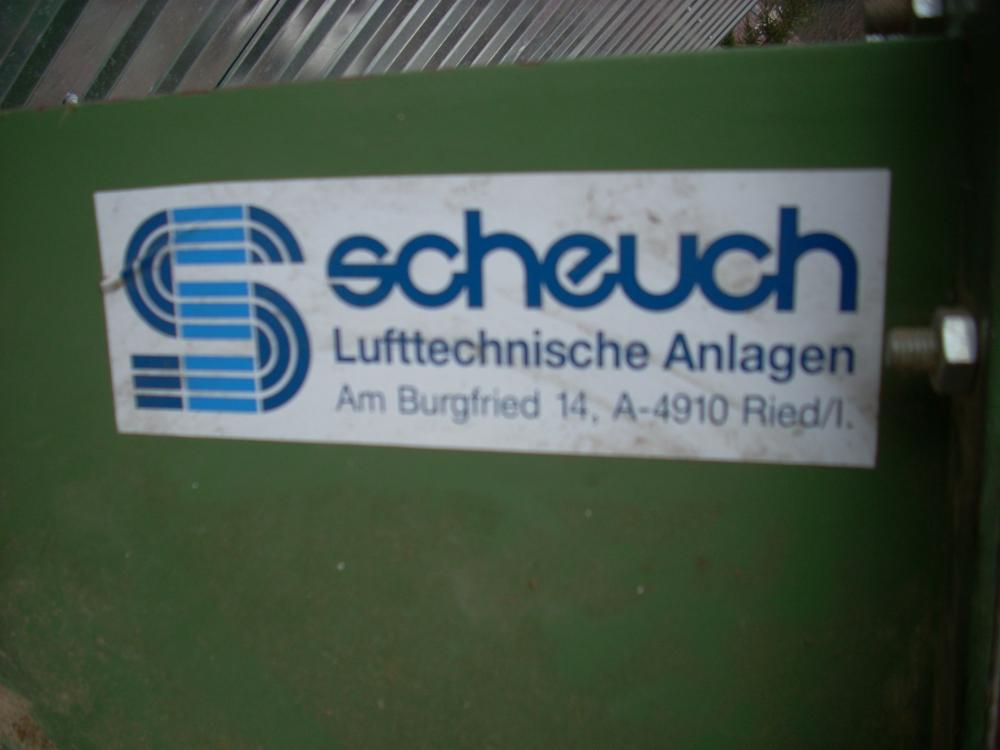 scheuch
Lufttechnische Anlagen
Am Burgfried 14, A-4910 Ried/I.